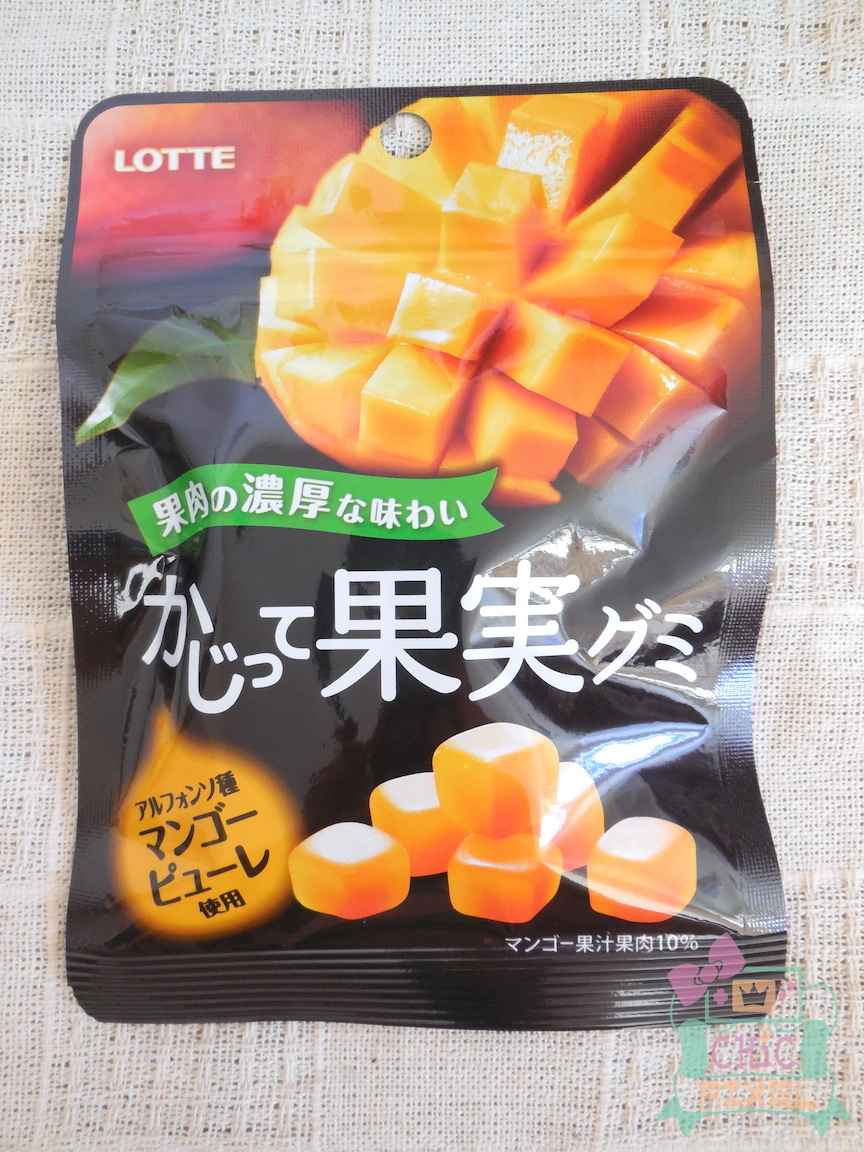 LOTTE
果肉の濃厚な味わい
かじって果実グミ
アルフォンソ種
マンゴー
ピューレ
使用
マンゴー果汁果肉10%
CHiC
PIXEL